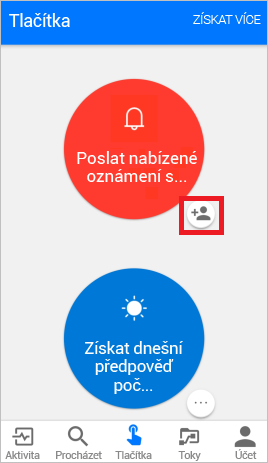 Tlačítka
ZÍSKAT VÍCE
Poslat nabízené
oznámení s...
Získat dnešní
předpověď
poč...
Aktivita
Procházet
Tlačítka
Toky
Účet